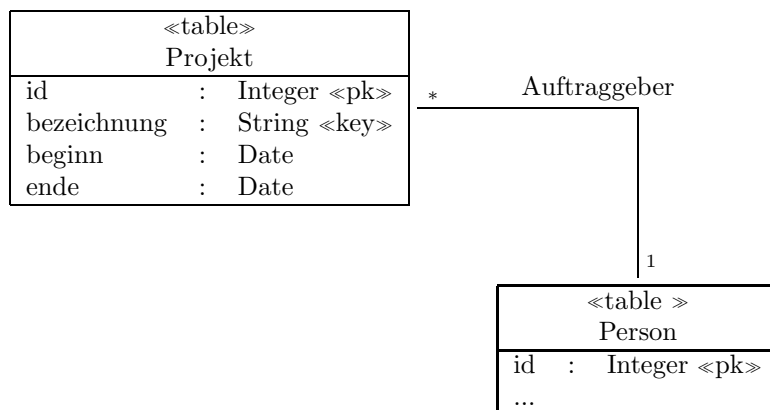 ≪table≫
Projekt
id : Integer ≪pk≫
bezeichnung : String ≪key≫
beginn : Date
ende : Date
* Auftraggeber
1
≪table ≫
Person
id : Integer ≪pk≫
...